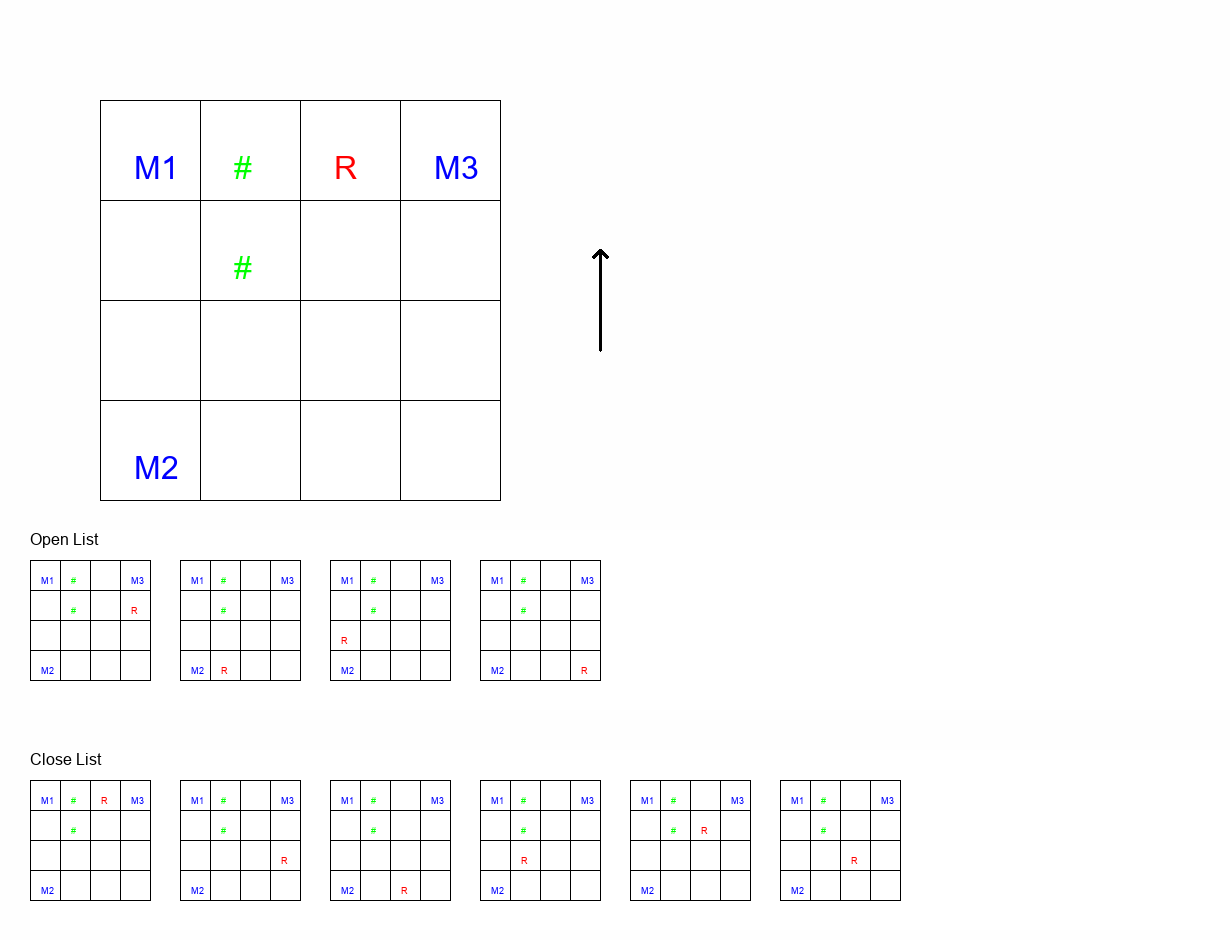 M1 # R M3
#
M2
Open List
M1 # M3 M1 # M3 M1 # M3 M1 # M3
# R # # #
R
M2 M2 R M2 M2 R
Close List
M1 # R M3 M1 # M3 M1 # M3 M1 # M3 M1 # M3 M1 # M3
# # # # # R #
R R R
M2 M2 M2 R M2 M2 M2